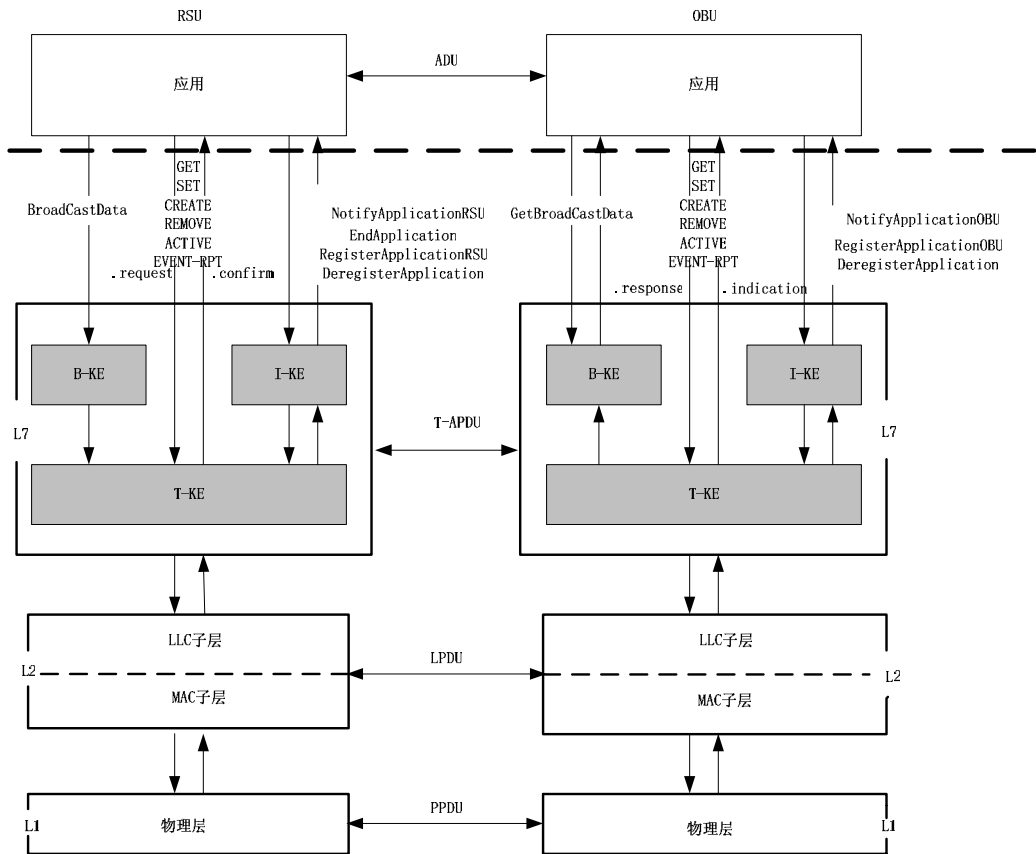 RSU
OBU
应用
ADU
应用
BroadCastData
GET
SET
CREATE
REMOVE
ACTIVE
EVENT-RPT
.request
.confirm
NotifyApplicationRSU
EndApplication
RegisterApplicationRSU
DeregisterApplication
GetBroadCastData
GET
SET
CREATE
REMOVE
ACTIVE
EVENT-RPT
.response
.indication
NotifyApplicationOBU
RegisterApplicationOBU
DeregisterApplication
B-KE
I-KE
B-KE
I-KE
L7
T-APDU
L7
T-KE
T-KE
LLC子层
LLC子层
L2
LPDU
L2
MAC子层
MAC子层
L1
物理层
PPDU
物理层
L1